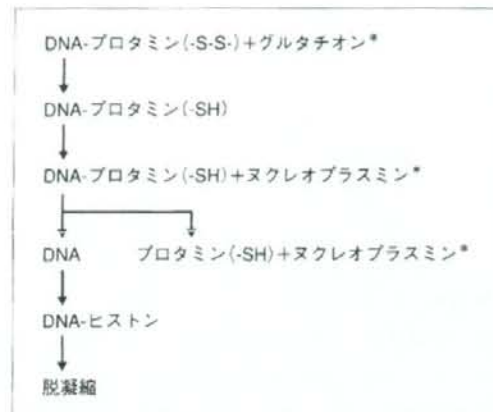 DNA-プロタミン(-S-S-)+グルタチオン*
DNA-プロタミン(-SH)
DNA-プロタミン(-SH)+ヌクレオプラスミン*
DNA プロタミン(-SH)+ヌクレオプラスミン*
DNA-ヒストン
脱凝縮